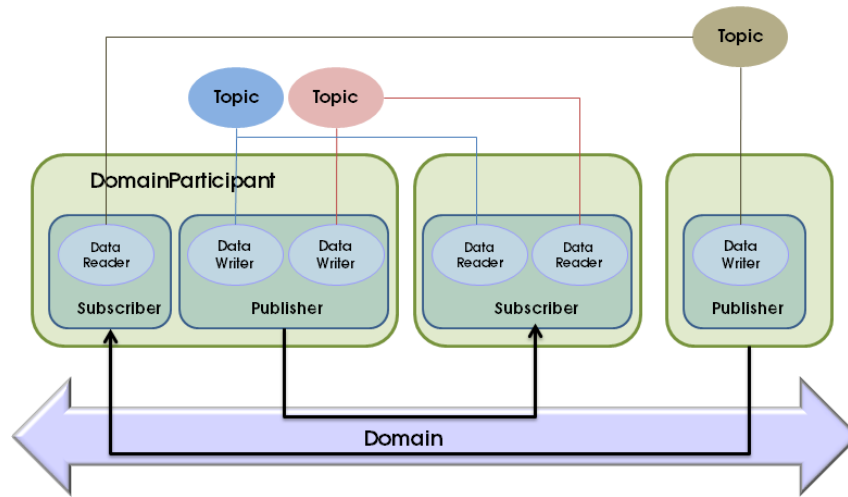 Topic
Topic
Topic
DomainParticipant
Data
Reader
Subscriber
Data
Writer
Data
Writer
Publisher
Data
Reader
Data
Reader
Subscriber
Data
Writer
Publisher
Domain